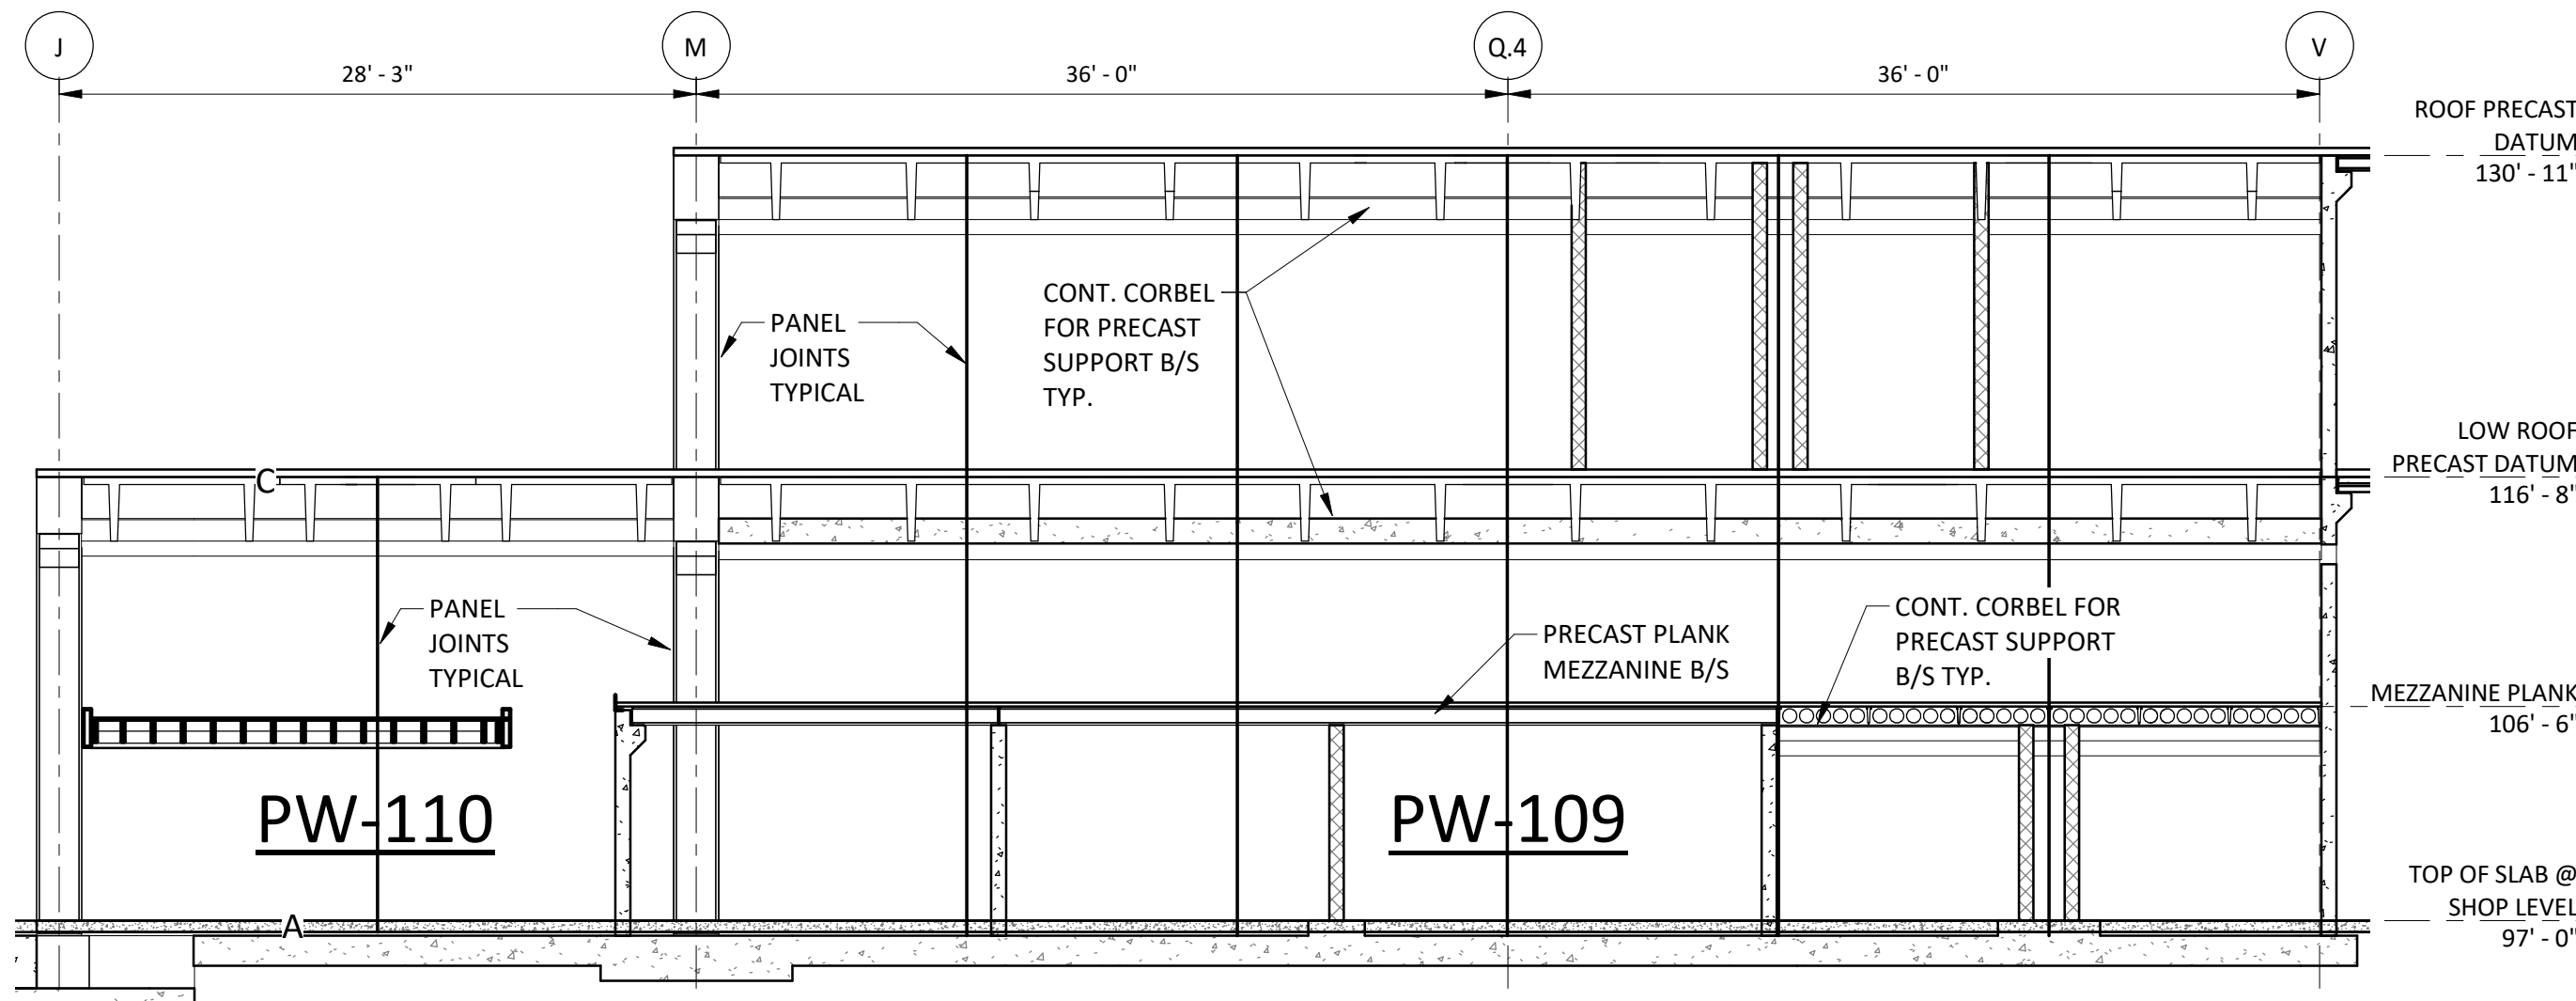 J
M
Q.4
V
28' - 3"
36' - 0"
36' - 0"
ROOF PRECAST
DATUM
130' - 11"
CONT. CORBEL
FOR PRECAST
SUPPORT B/S
TYP.
PANEL
JOINTS
TYPICAL
LOW ROOF
PRECAST DATUM
116' - 8"
C
PANEL
JOINTS
TYPICAL
PRECAST PLANK
MEZZANINE B/S
CONT. CORBEL FOR
PRECAST SUPPORT
B/S TYP.
MEZZANINE PLANK
106' - 6"
PW-110
PW-109
TOP OF SLAB @
SHOP LEVEL
97' - 0"
A